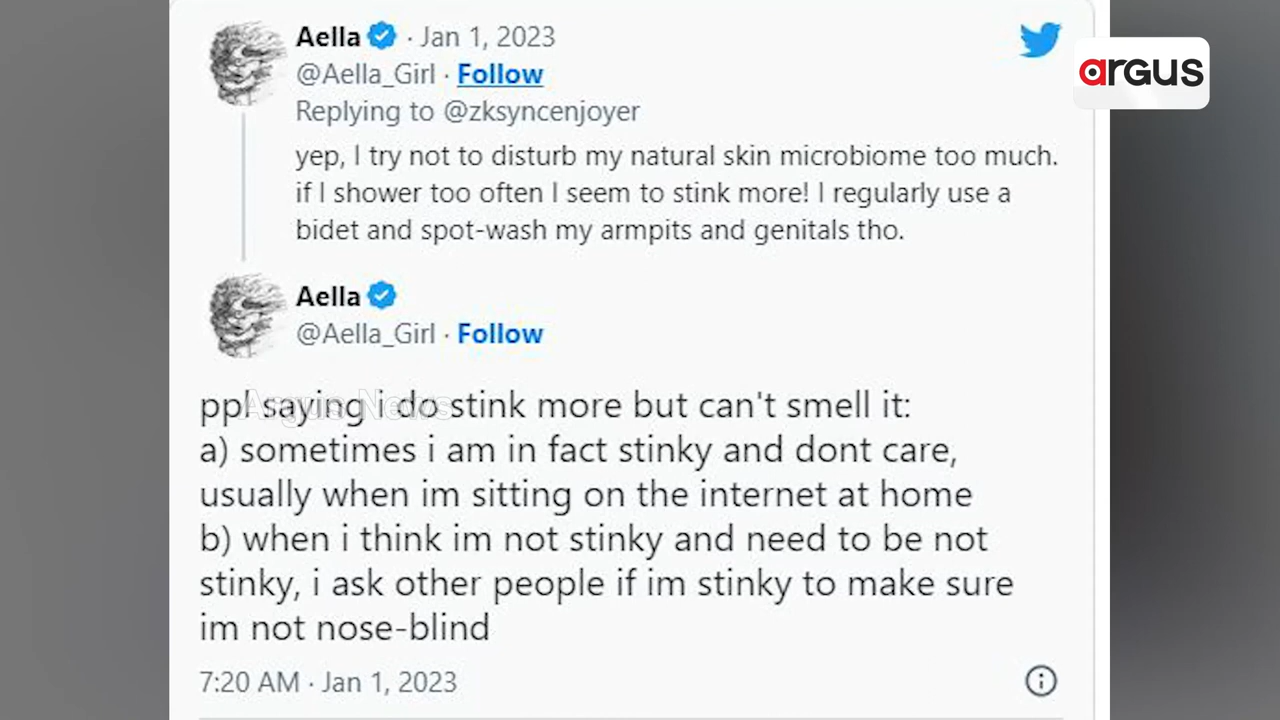 Aella · Jan 1, 2023
@Aella_Girl · Follow
Replying to @zksyncenjoyer
yep, I try not to disturb my natural skin microbiome too much.
if I shower too often I seem to stink more! I regularly use a
bidet and spot-wash my armpits and genitals tho.
argus
Aella
@Aella_Girl · Follow
ppl saying i do stink more but can't smell it:
Argus News
a) sometimes i am in fact stinky and dont care,
usually when im sitting on the internet at home
b) when i think im not stinky and need to be not
stinky, i ask other people if im stinky to make sure
im not nose-blind
7:20 AM · Jan 1, 2023